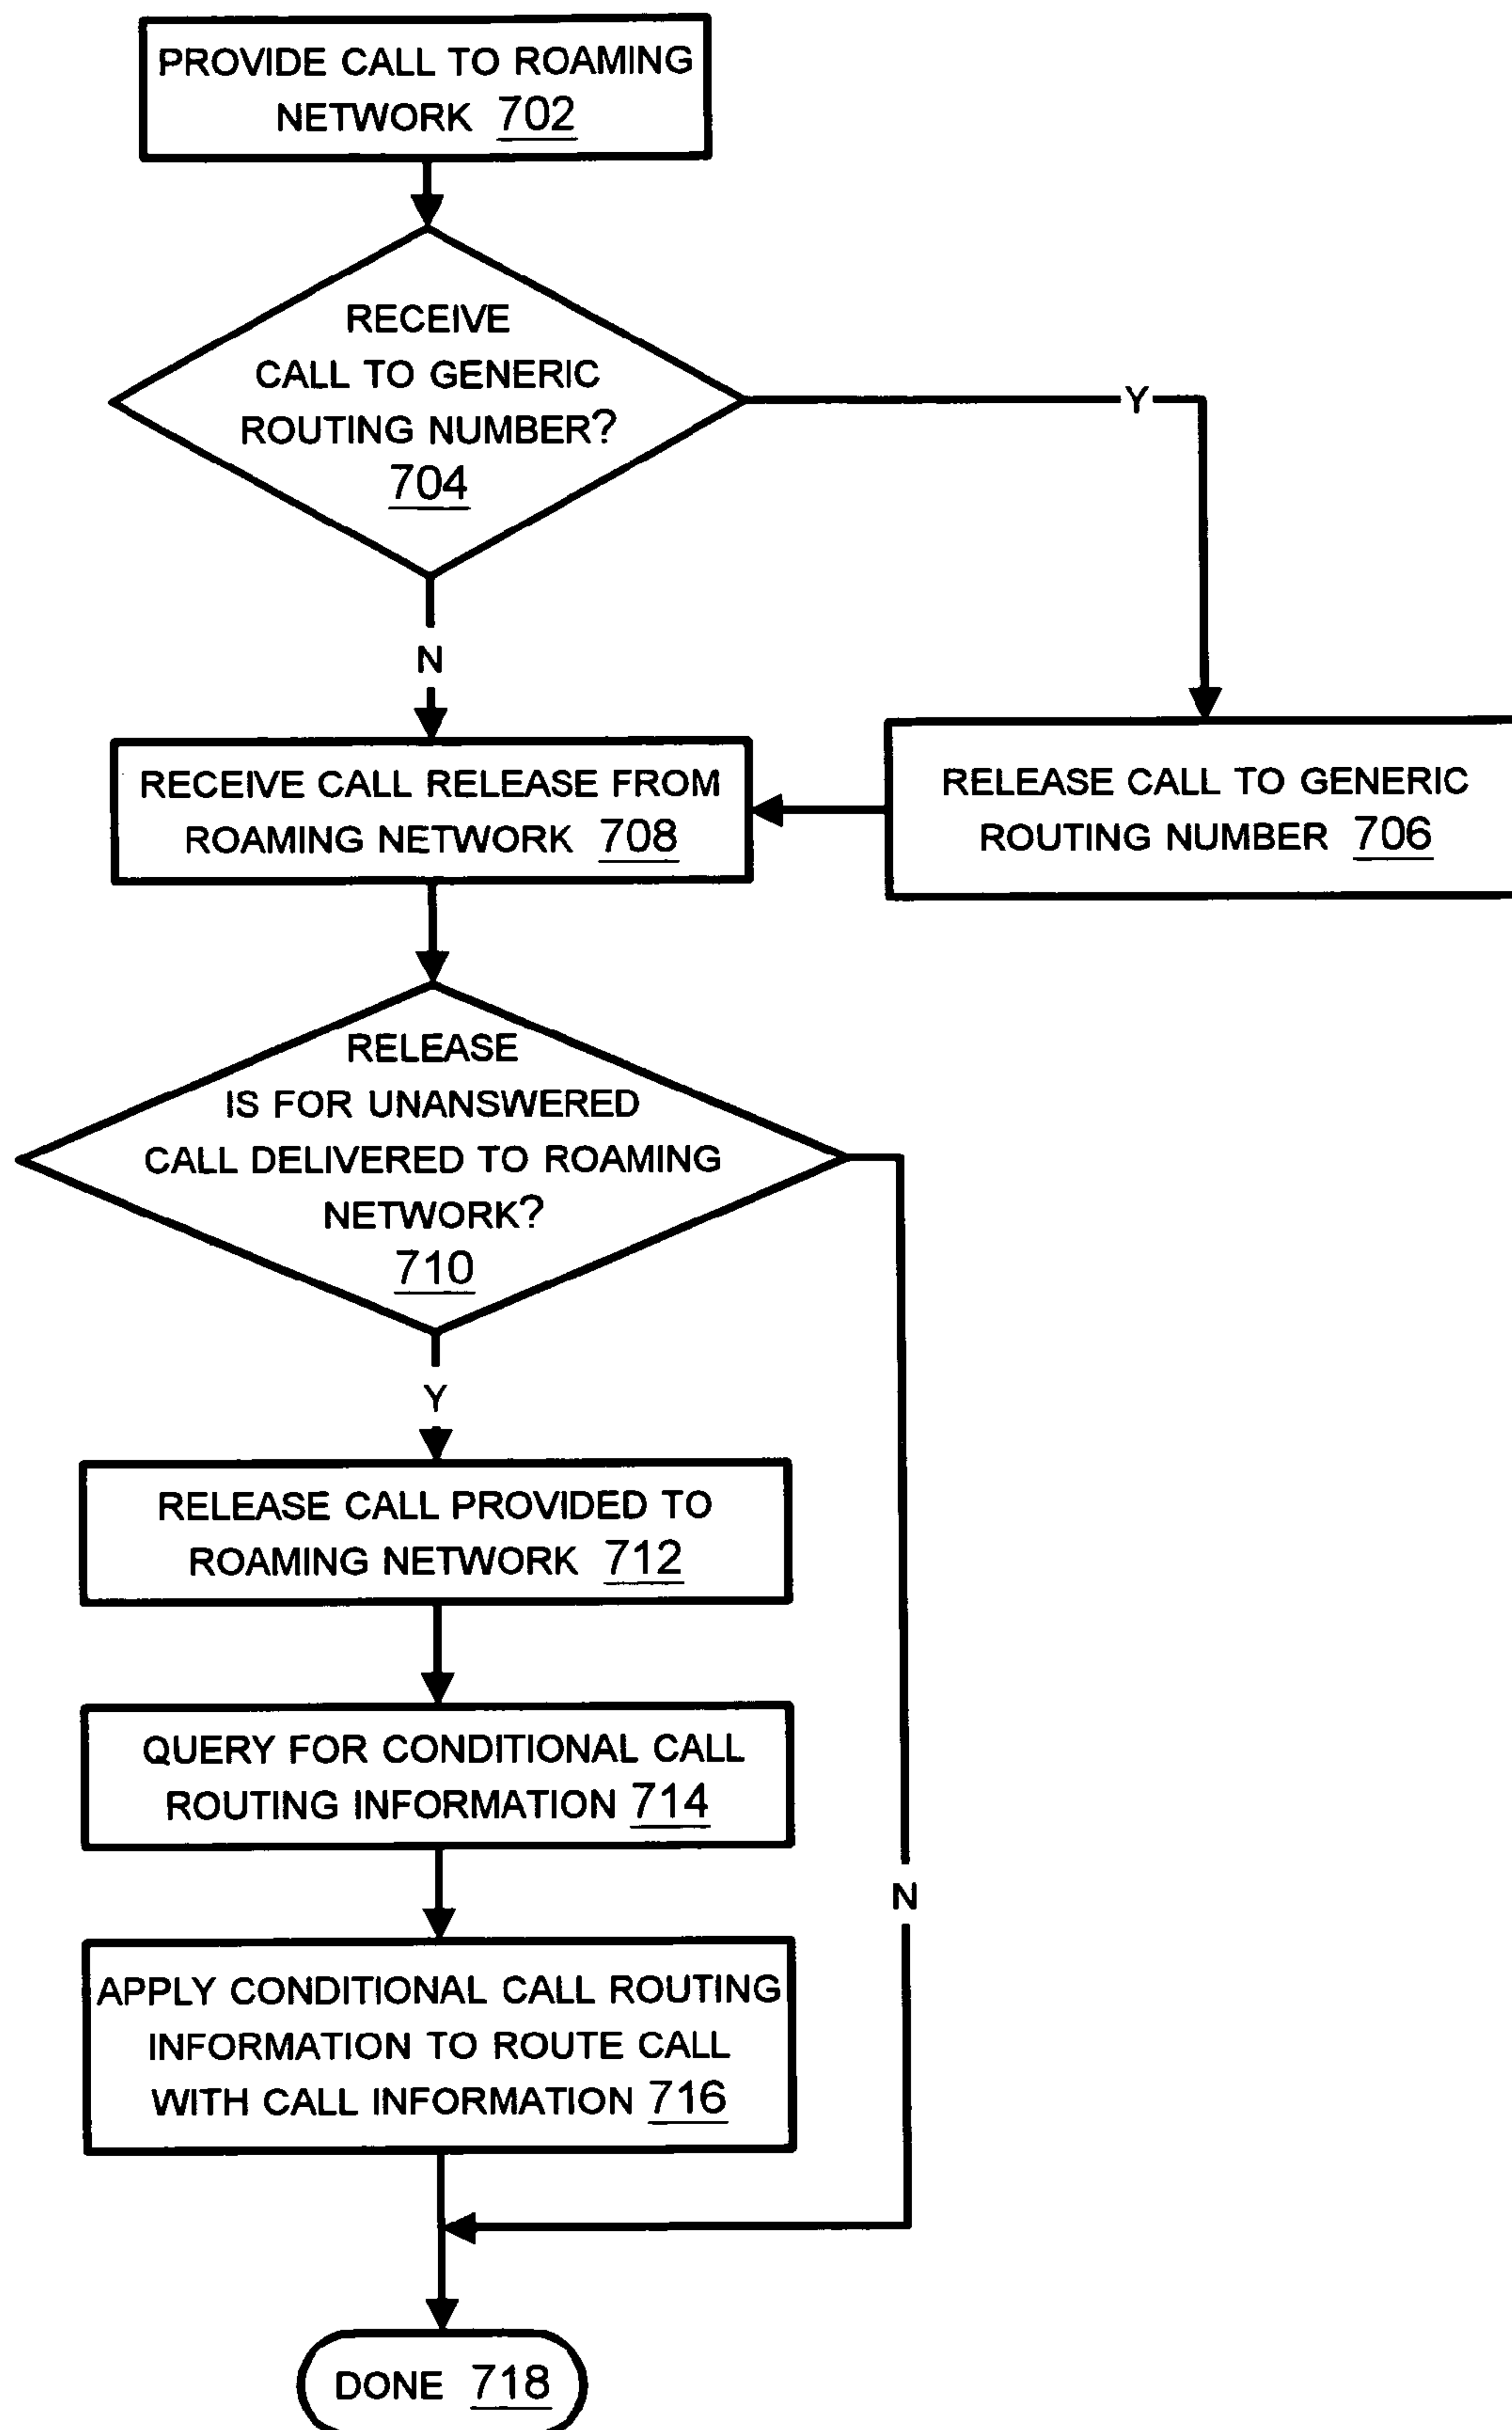 PROVIDE CALL TO ROAMING
NETWORK 702
RECEIVE
CALL TO GENERIC
ROUTING NUMBER?
704
Y
N
RECEIVE CALL RELEASE FROM
ROAMING NETWORK 708
RELEASE CALL TO GENERIC
ROUTING NUMBER 706
RELEASE
IS FOR UNANSWERED
CALL DELIVERED TO ROAMING
NETWORK?
710
Y
RELEASE CALL PROVIDED TO
ROAMING NETWORK 712
QUERY FOR CONDITIONAL CALL
ROUTING INFORMATION 714
N
APPLY CONDITIONAL CALL ROUTING
INFORMATION TO ROUTE CALL
WITH CALL INFORMATION 716
DONE 718